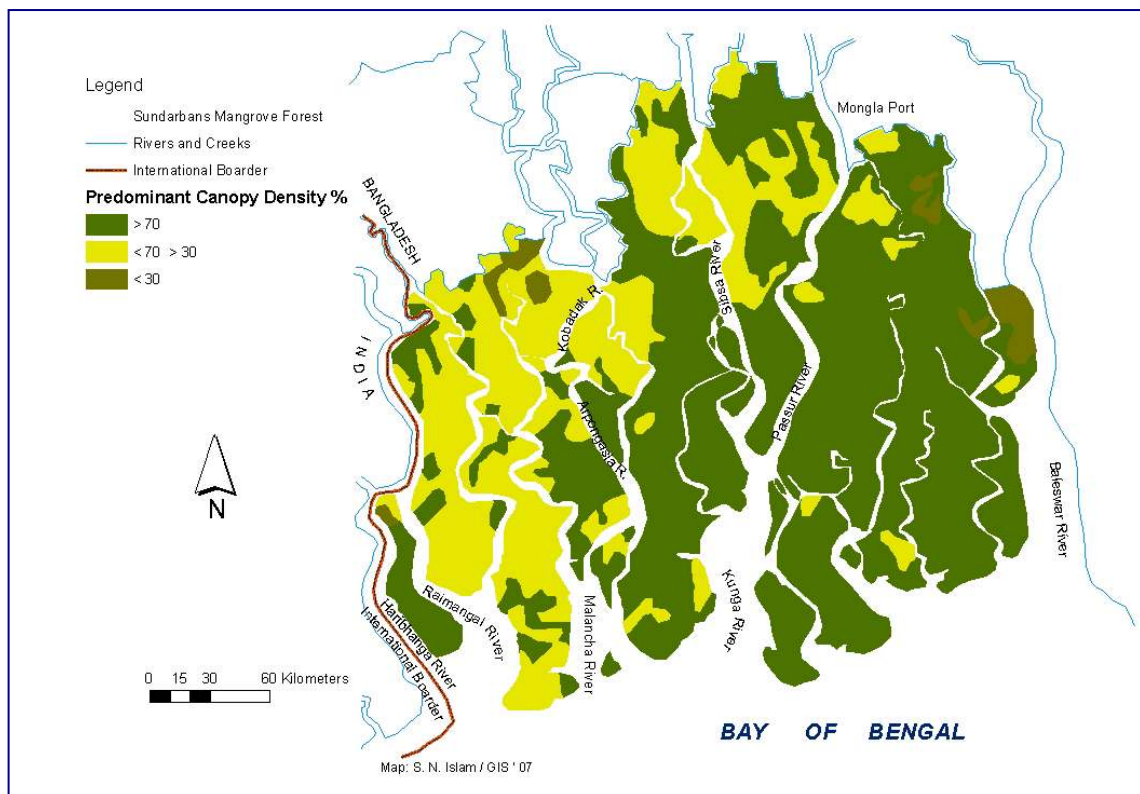 Legend
Sundarbans Mangrove Forest
Rivers and Creeks
International Boarder
Predominant Canopy Density %
>70
<70 >30
<30
Mongla Port
BANGLADESH
INDIA
Kobadak R.
Sibsa River
Arpongasia R.
Passur River
Baleswar River
N
Raimangal River
Haribhanga River
International Boarder
Malancha River
Kunga River
0 15 30 60 Kilometers
BAY OF BENGAL
Map: S. N. Islam / GIS ' 07